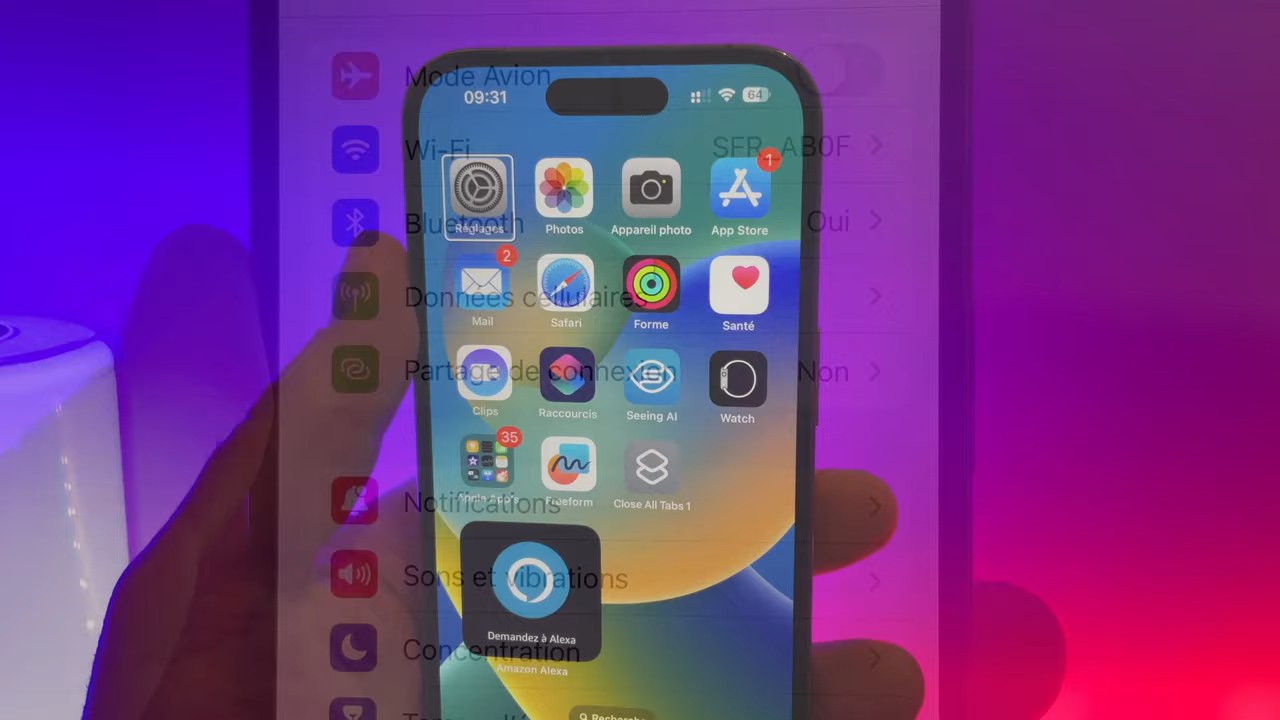 Mode Avion
09:31
64
Wi-Fi
SFR_AB0F
1
Réglages
Photos
Appareil photo
App Store
Bluetooth
Oui
2
Données cellulaires
Mail
Safari
Forme
Santé
Partage de connexion
Non
Clips
Raccourcis
Seeing AI
Watch
35
Apple App's
Freeform
Close All Tabs 1
Notifications
Sons et vibrations
Demandez à Alexa
Concentration
Amazon Alexa
Recherche